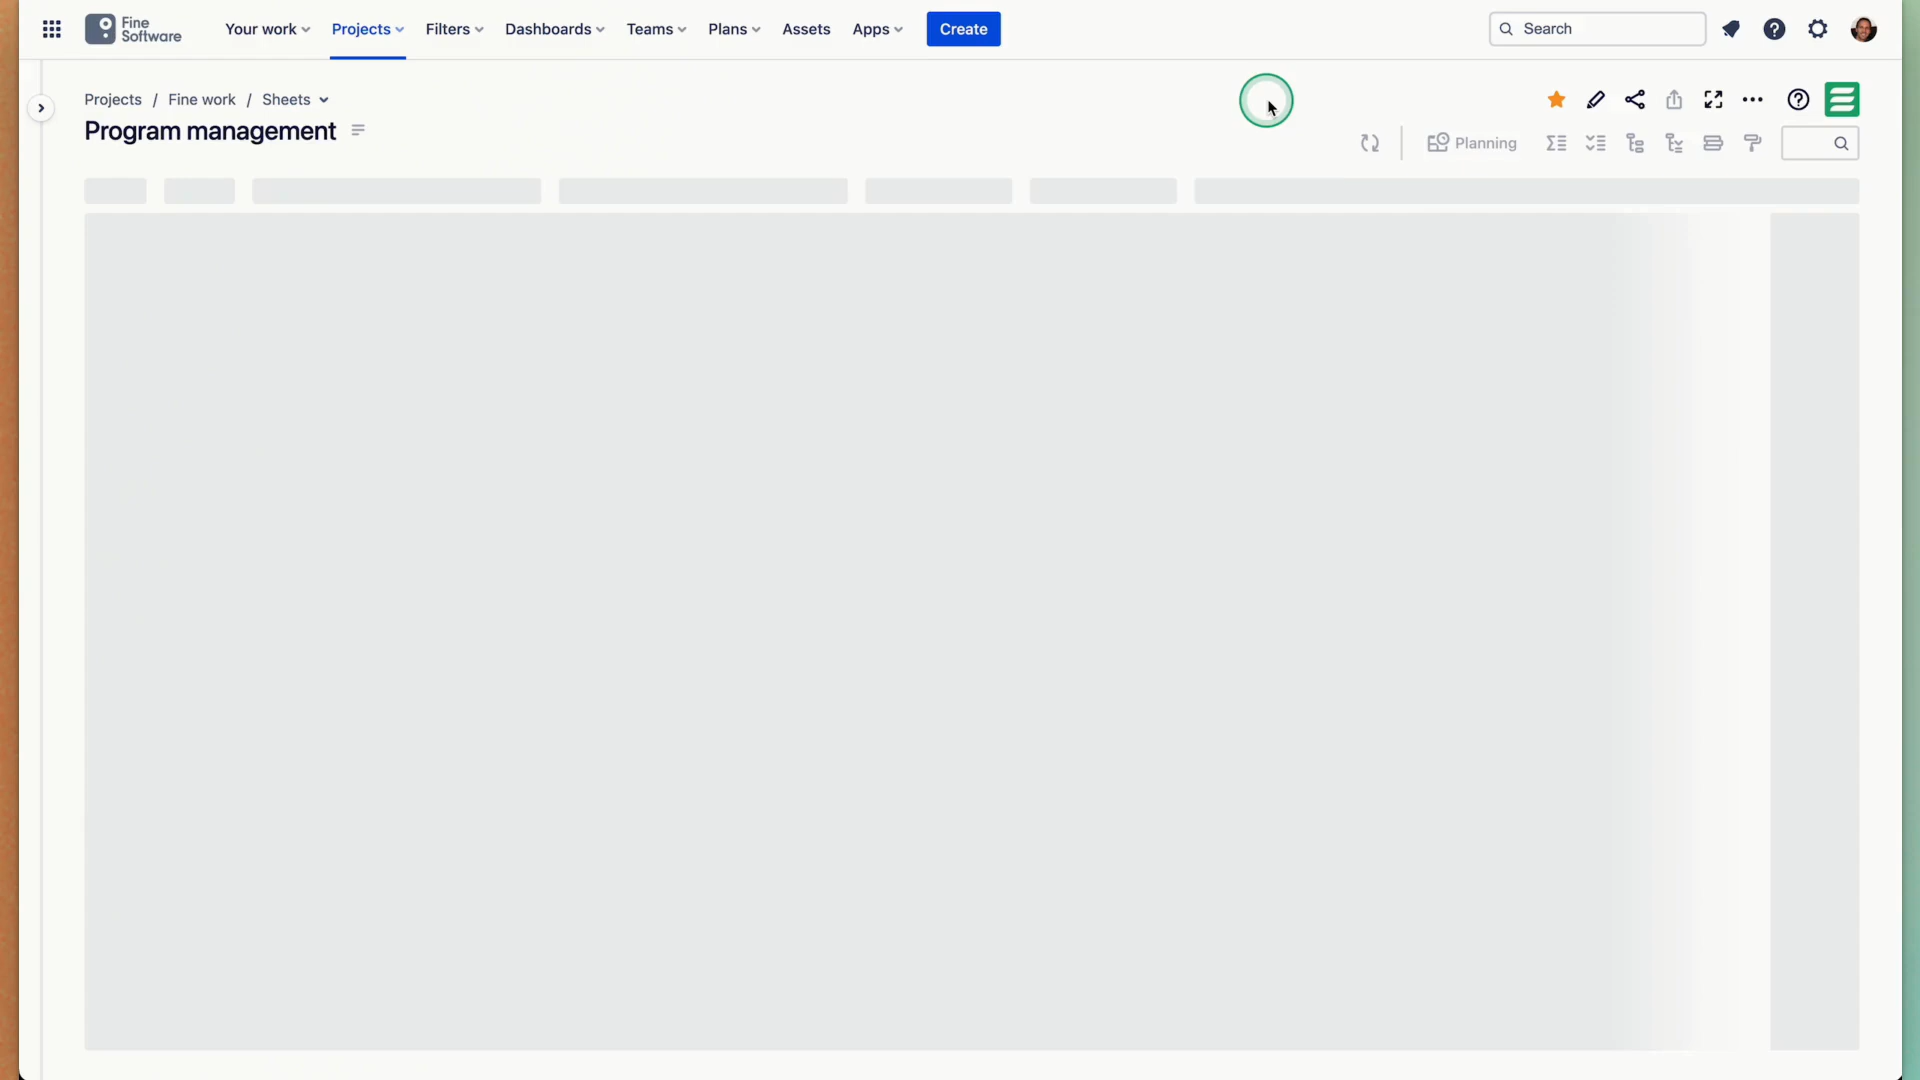 Fine
Software
Your work
Projects
Filters
Dashboards
Teams
Plans
Assets
Apps
Create
Search
Projects / Fine work / Sheets
Program management
Planning